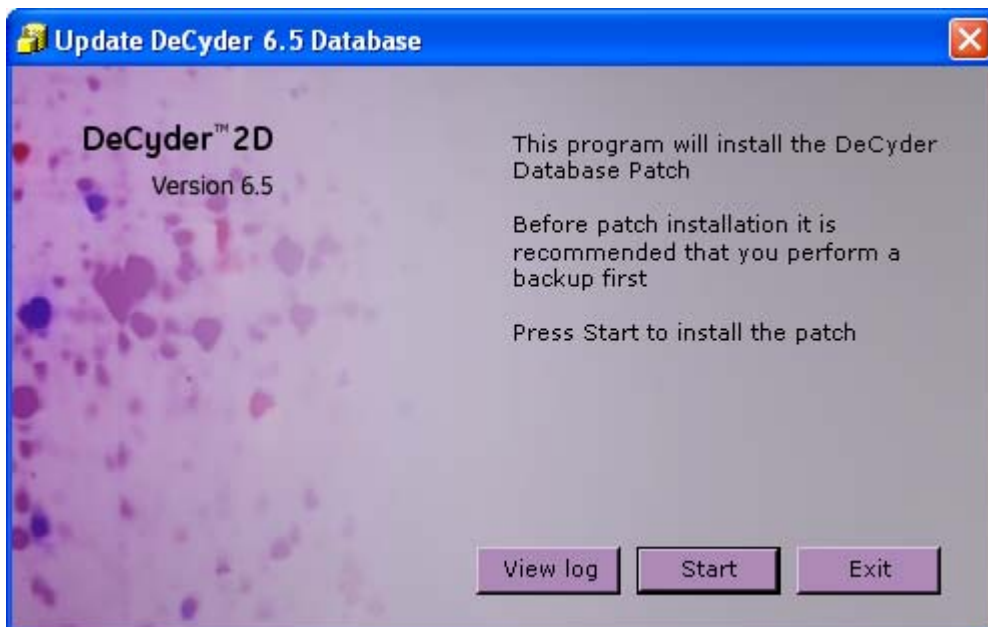 Update DeCyder 6.5 Database
DeCyder™ 2D
Version 6.5
This program will install the DeCyder
Database Patch
Before patch installation it is
recommended that you perform a
backup first
Press Start to install the patch
View log
Start
Exit